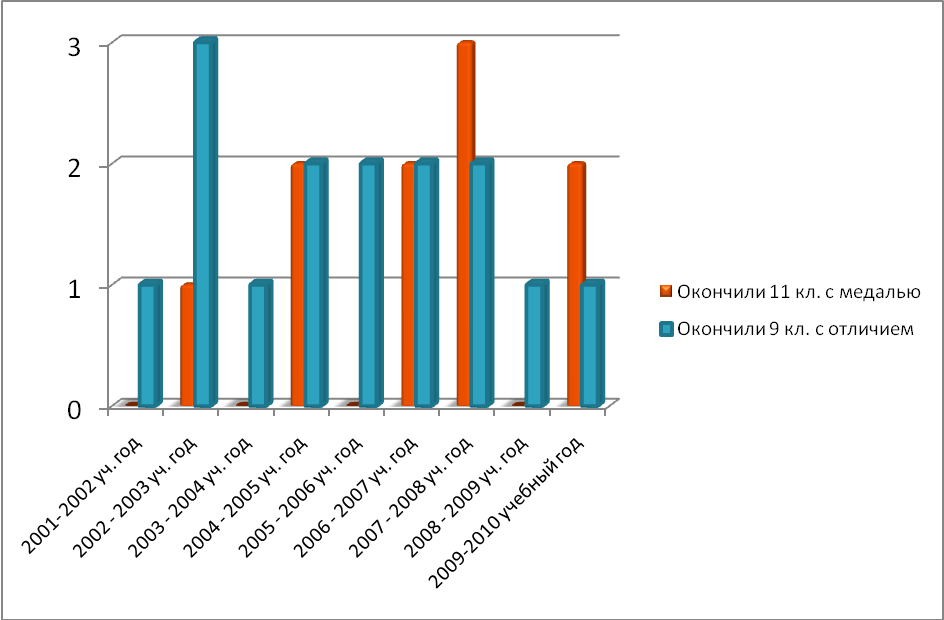 3
2
1
0
2001- 2002 уч. год
2002 - 2003 уч. год
2003 - 2004 уч. год
2004 - 2005 уч. год
2005 - 2006 уч. год
2006 - 2007 уч. год
2007 - 2008 уч. год
2008 - 2009 уч. год
2009-2010 учебный год
Окончили 11 кл. с медалью
Окончили 9 кл. с отличием